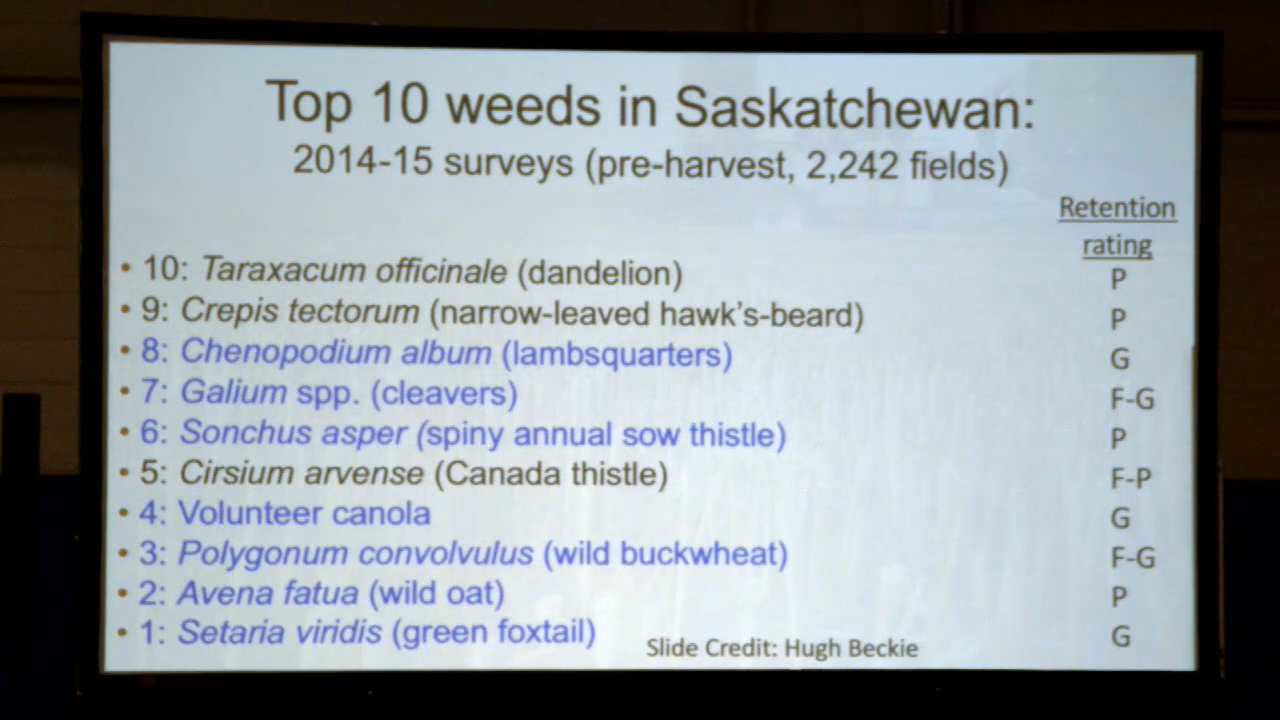 Top 10 weeds in Saskatchewan:
2014-15 surveys (pre-harvest, 2,242 fields)
Retention
rating
• 10: Taraxacum officinale (dandelion) P
• 9: Crepis tectorum (narrow-leaved hawk's-beard) P
• 8: Chenopodium album (lambsquarters) G
• 7: Galium spp. (cleavers) F-G
• 6: Sonchus asper (spiny annual sow thistle) P
• 5: Cirsium arvense (Canada thistle) F-P
• 4: Volunteer canola G
• 3: Polygonum convolvulus (wild buckwheat) F-G
• 2: Avena fatua (wild oat) P
• 1: Setaria viridis (green foxtail) G
Slide Credit: Hugh Beckie